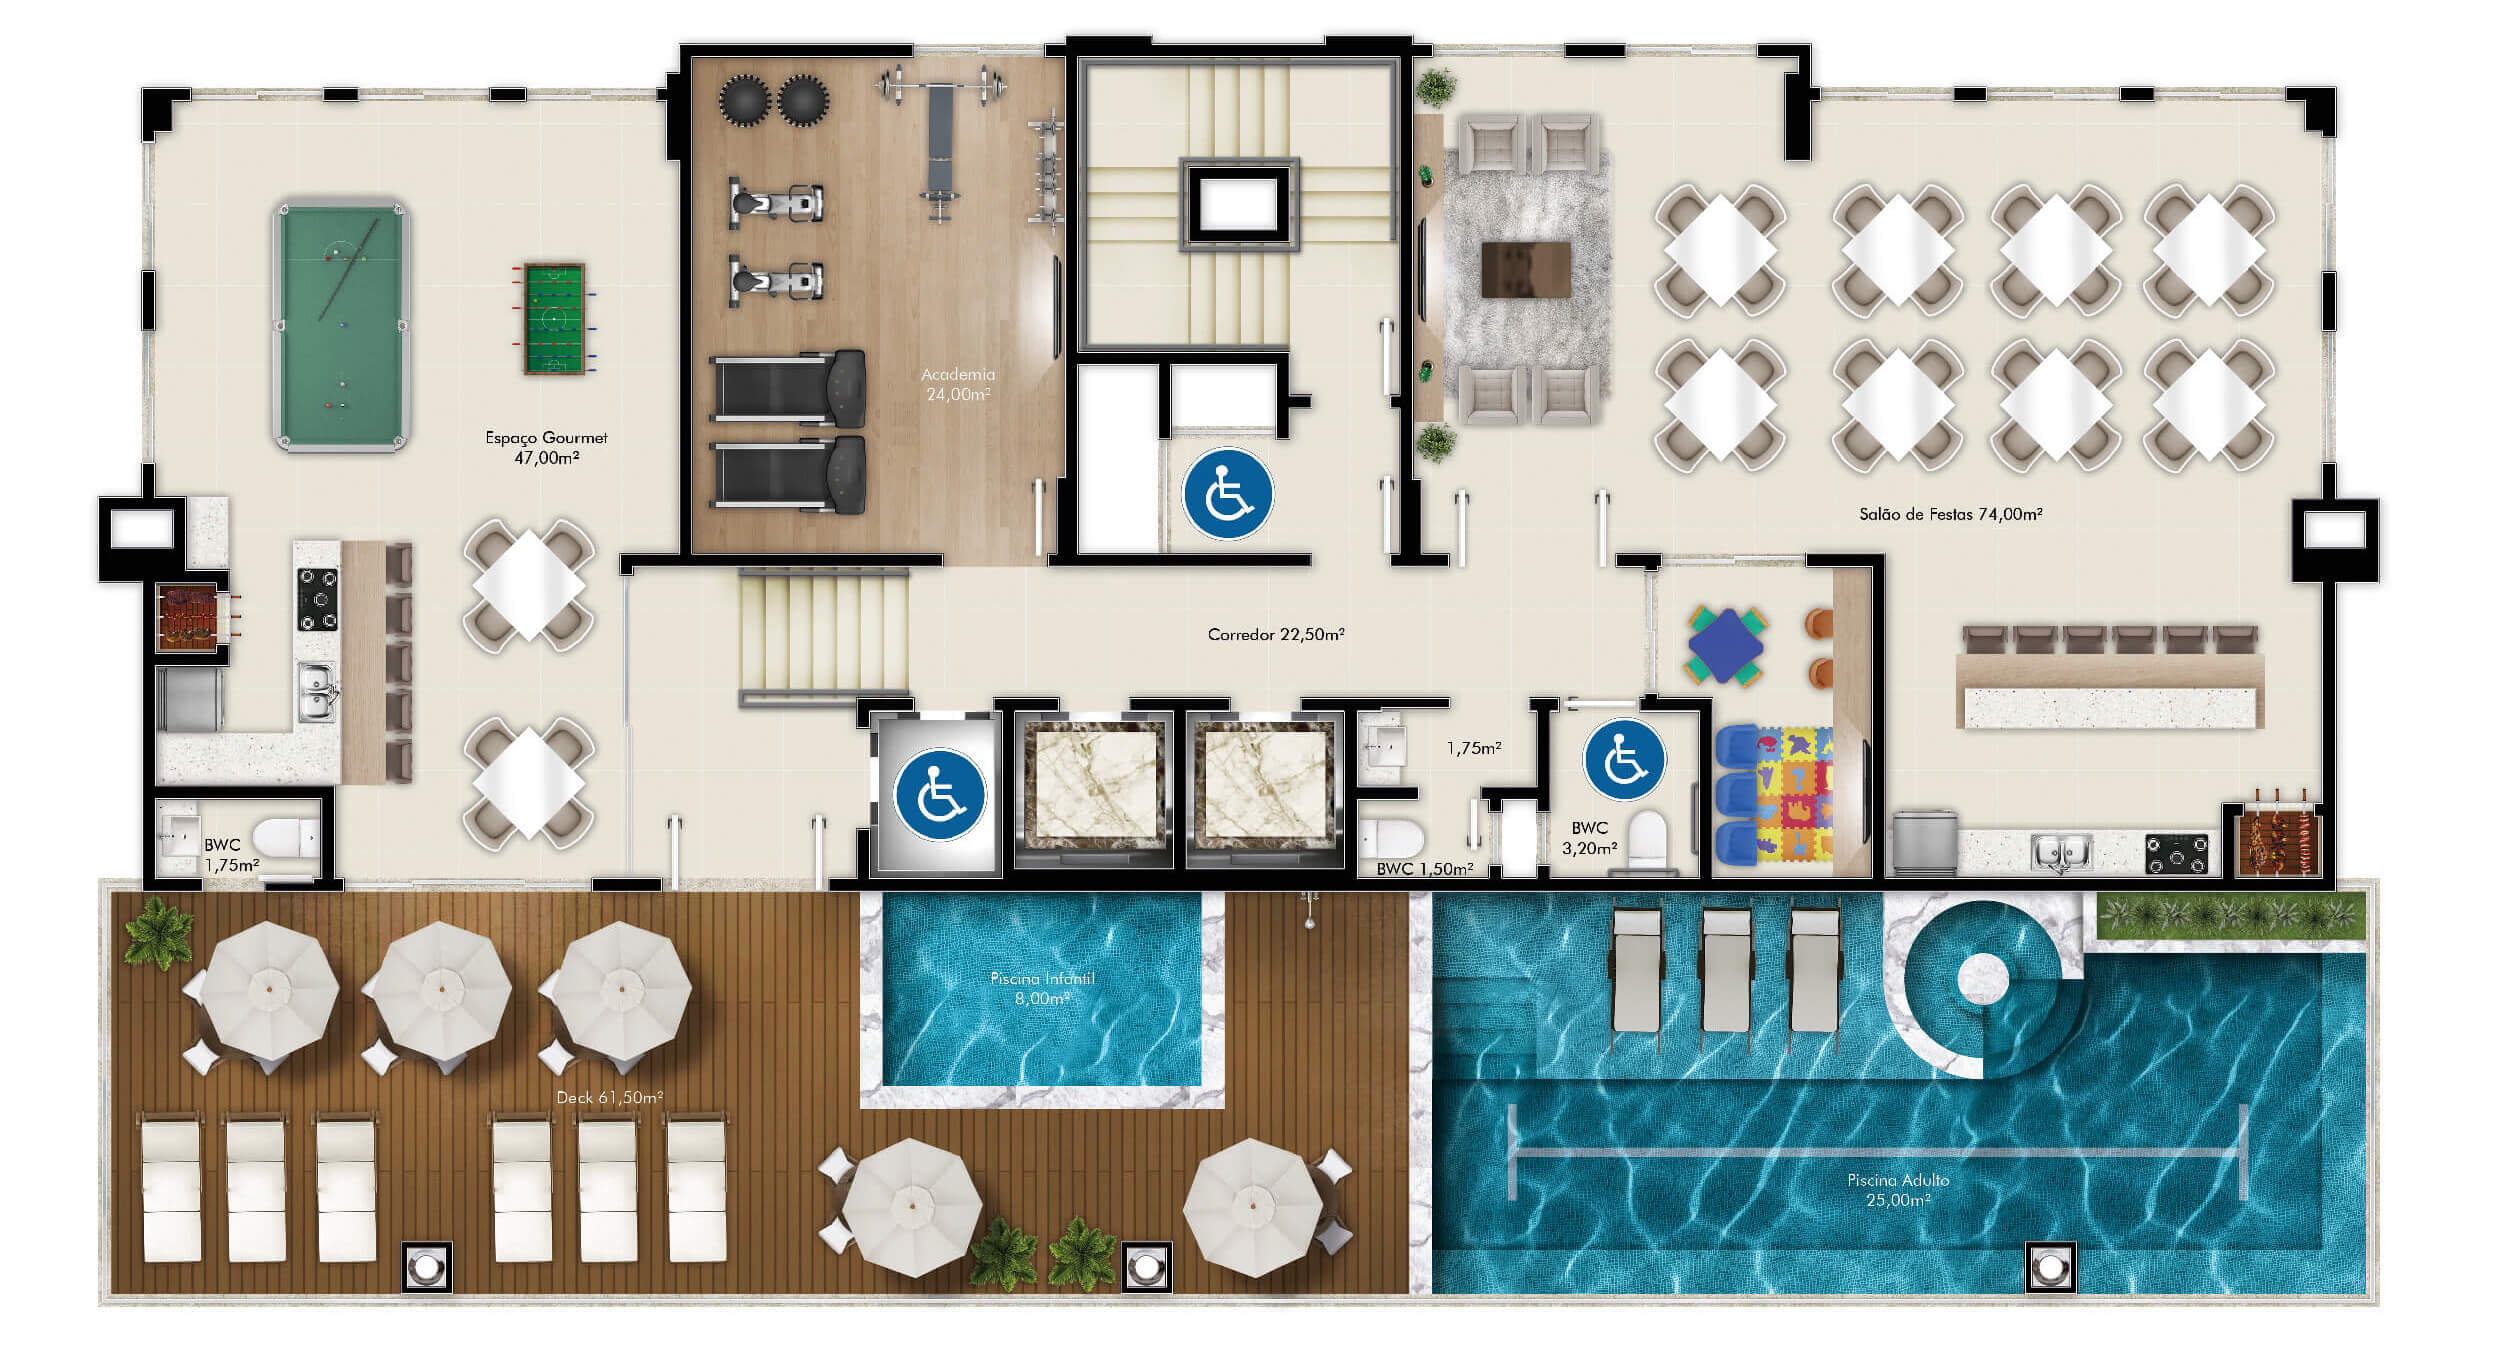 Academia
24,00m²
Espaço Gourmet
47,00m²
Salão de Festas 74,00m²
Corredor 22,50m²
1,75m²
BWC
3,20m²
BWC
1,75m²
BWC 1,50m²
Piscina Infantil
8,00m²
Deck 61,50m²
Piscina Adulto
25,00m²